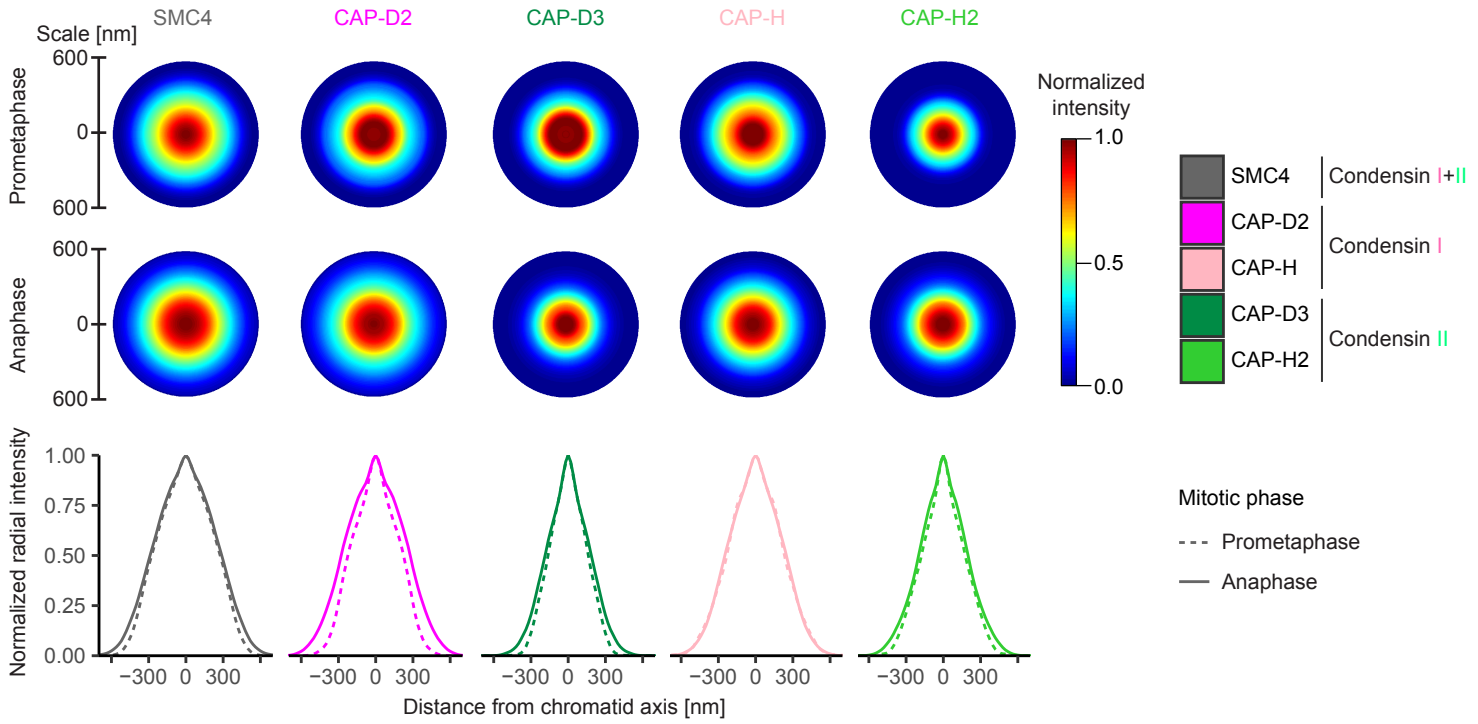 SMC4 CAP-D2 CAP-D3 CAP-H CAP-H2
Scale [nm]
Prometaphase
600
0
600
Anaphase
600
0
600
Normalized
intensity
1.0
0.5
0.0
SMC4
CAP-D2
CAP-H
CAP-D3
CAP-H2
Condensin I+II
Condensin I
Condensin II
Normalized radial intensity
1.00
0.75
0.50
0.25
0.00
−300 0 300 −300 0 300 −300 0 300 −300 0 300 −300 0 300
Distance from chromatid axis [nm]
Mitotic phase
Prometaphase
Anaphase